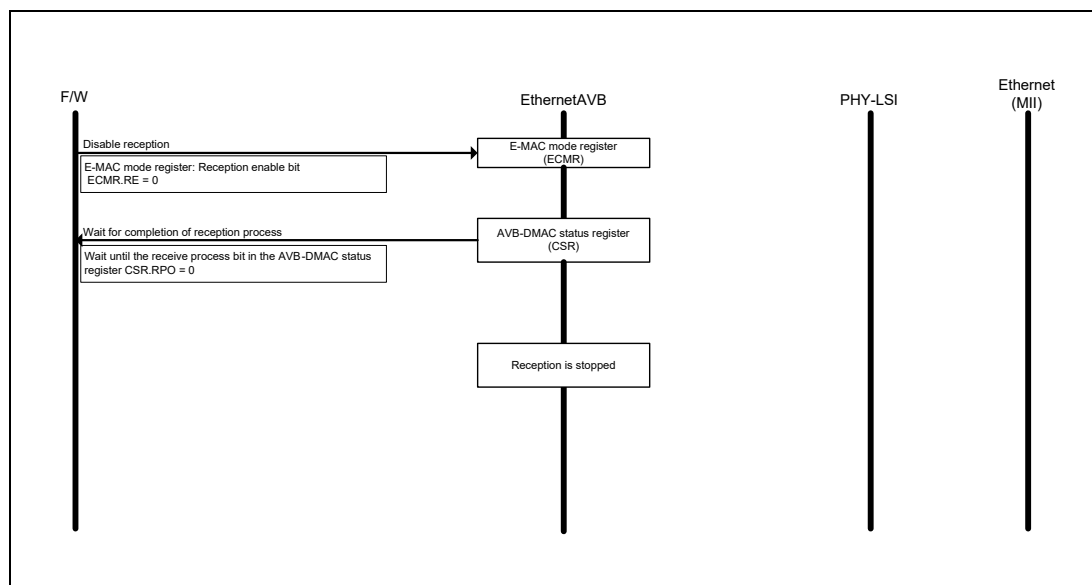 F/W
EthernetAVB
PHY-LSI
Ethernet
(MII)
Disable reception
E-MAC mode register
(ECMR)
E-MAC mode register: Reception enable bit
ECMR.RE = 0
Wait for completion of reception process
AVB-DMAC status register
(CSR)
Wait until the receive process bit in the AVB-DMAC status
register CSR.RPO = 0
Reception is stopped